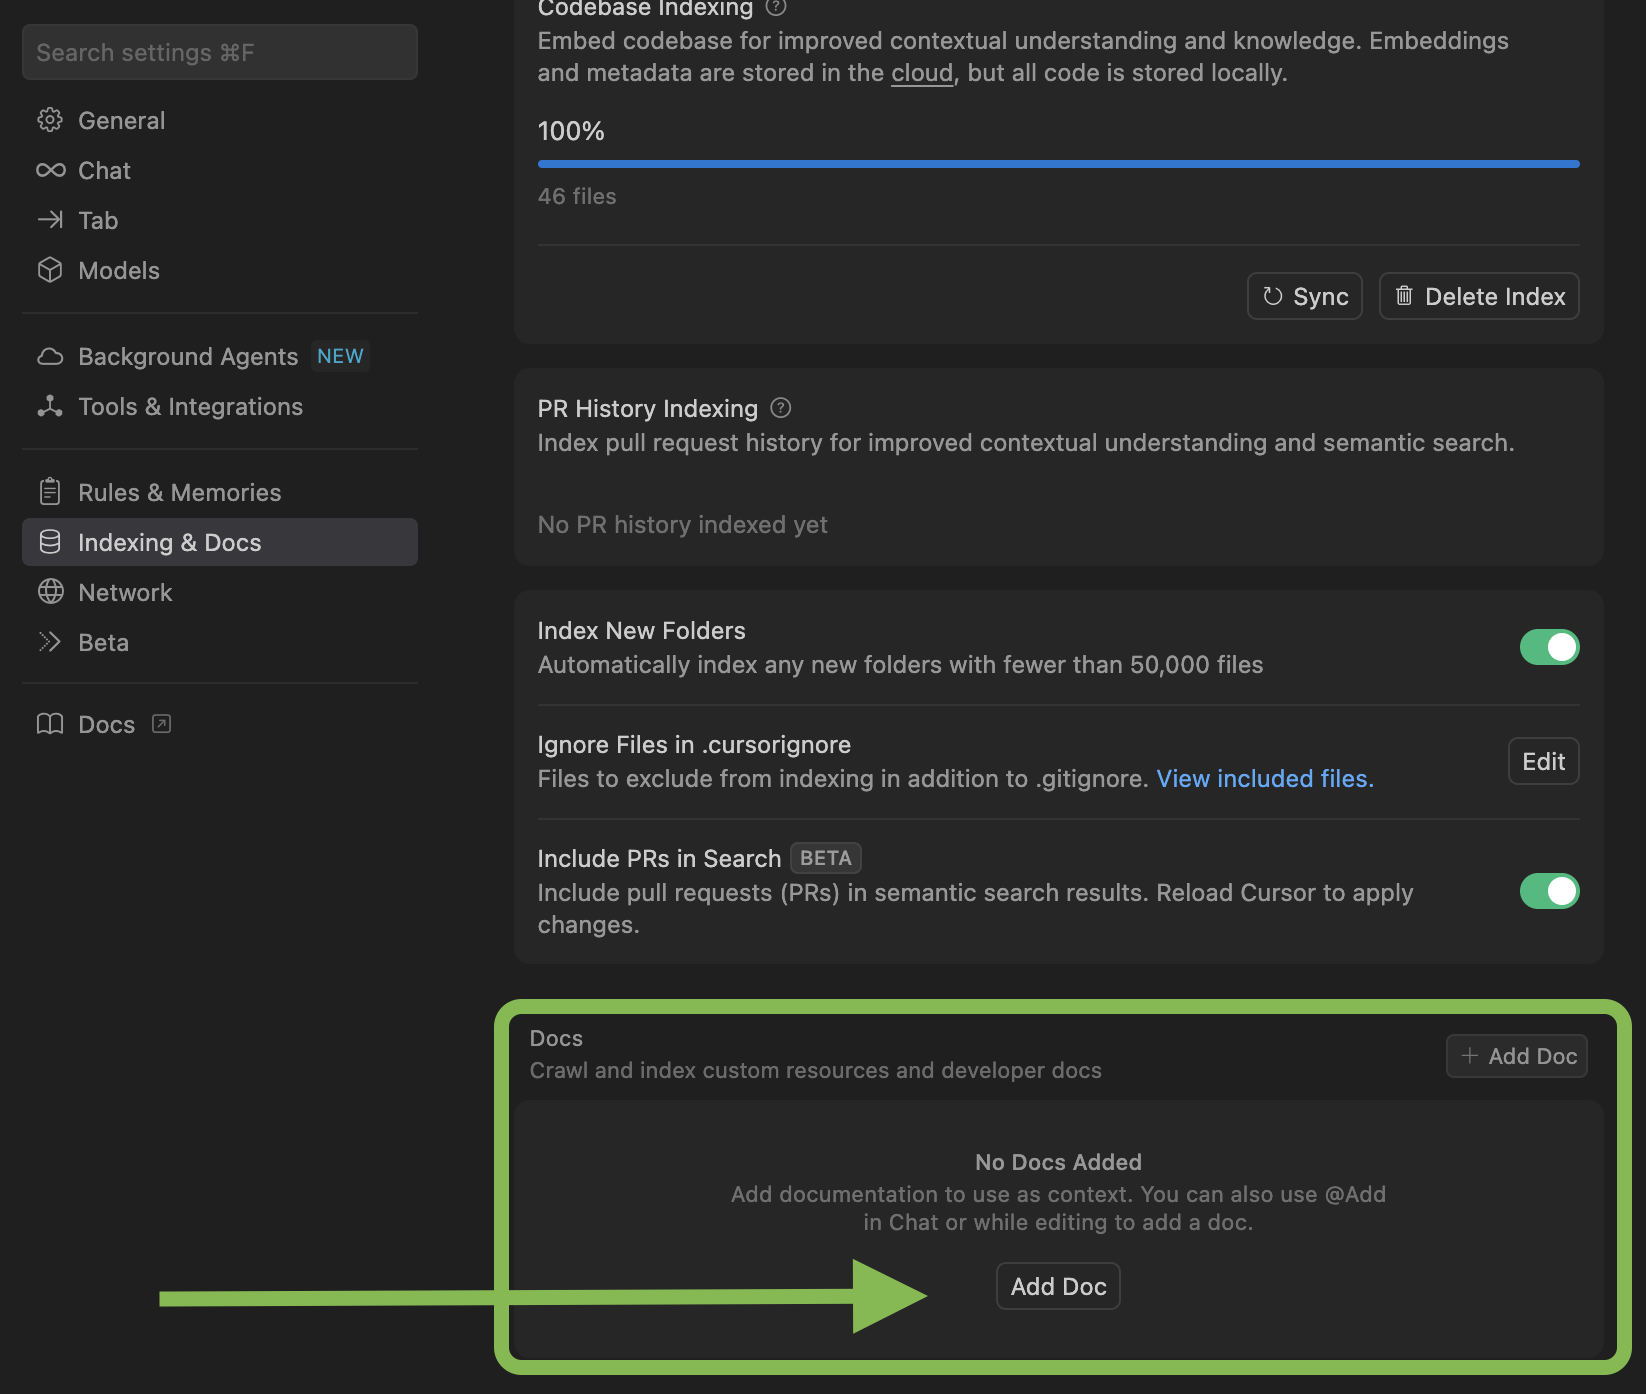 Search settings ⌘F
General
Chat
Tab
Models
Background Agents NEW
Tools & Integrations
Rules & Memories
Indexing & Docs
Network
Beta
Docs
Codebase Indexing
Embed codebase for improved contextual understanding and knowledge. Embeddings
and metadata are stored in the cloud, but all code is stored locally.
100%
46 files
Sync
Delete Index
PR History Indexing
Index pull request history for improved contextual understanding and semantic search.
No PR history indexed yet
Index New Folders
Automatically index any new folders with fewer than 50,000 files
Ignore Files in .cursorignore
Files to exclude from indexing in addition to .gitignore. View included files.
Edit
Include PRs in Search BETA
Include pull requests (PRs) in semantic search results. Reload Cursor to apply
changes.
Docs
Crawl and index custom resources and developer docs
+ Add Doc
No Docs Added
Add documentation to use as context. You can also use @Add
in Chat or while editing to add a doc.
Add Doc